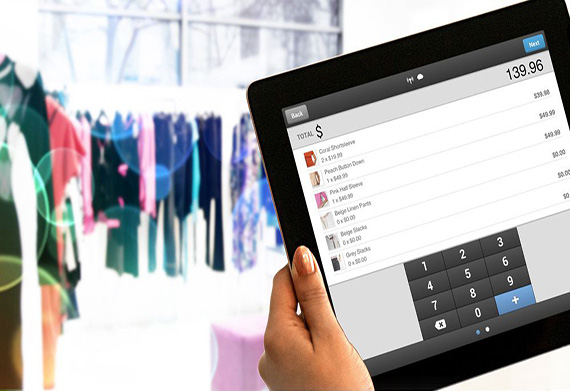 Back
Next
TOTAL $ 139.96
Coral Shortsleeve
2 x $19.99
$39.98
Peach Button Down
1 x $49.99
$49.99
Pink Half Sleeve
1 x $49.99
$49.99
Beige Linen Pants
0 x $0.00
$0.00
Beige Slacks
0 x $0.00
$0.00
Grey Slacks
0 x $0.00
$0
1 2 3
4 5 6
7 8 9
0 +